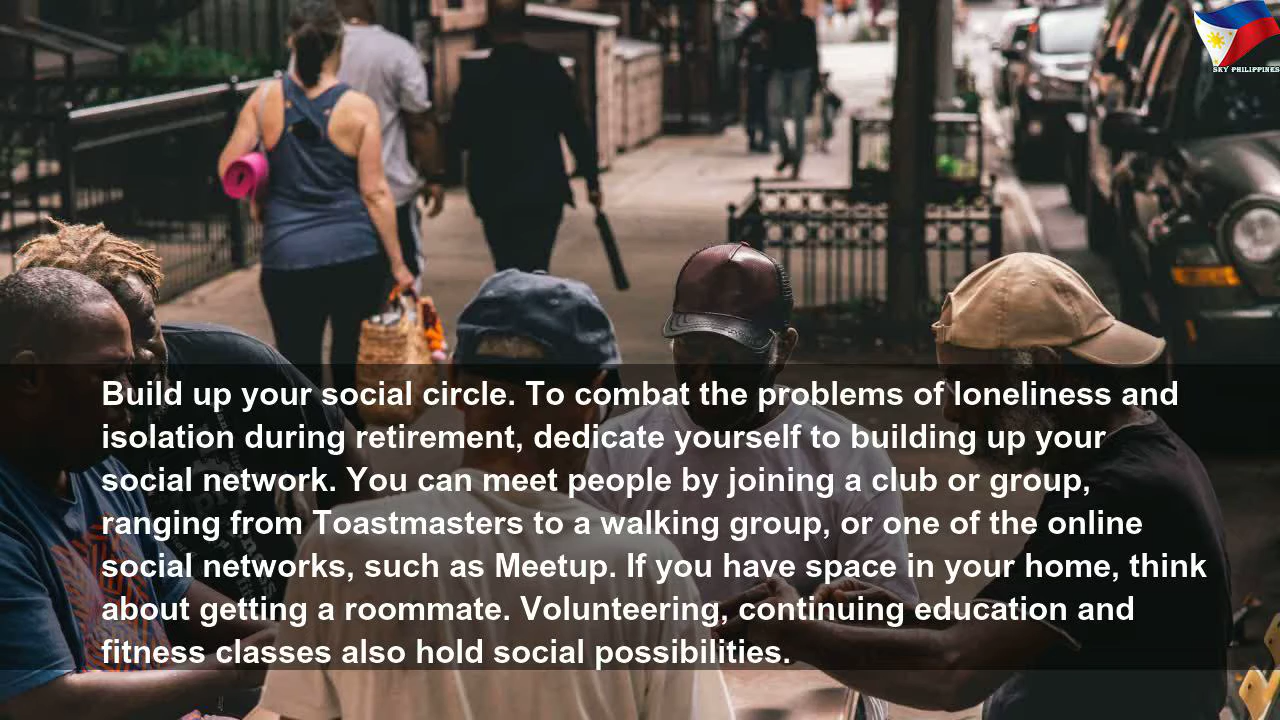 SKY PHILIPPINES
Build up your social circle. To combat the problems of loneliness and
isolation during retirement, dedicate yourself to building up your
social network. You can meet people by joining a club or group,
ranging from Toastmasters to a walking group, or one of the online
social networks, such as Meetup. If you have space in your home, think
about getting a roommate. Volunteering, continuing education and
fitness classes also hold social possibilities.